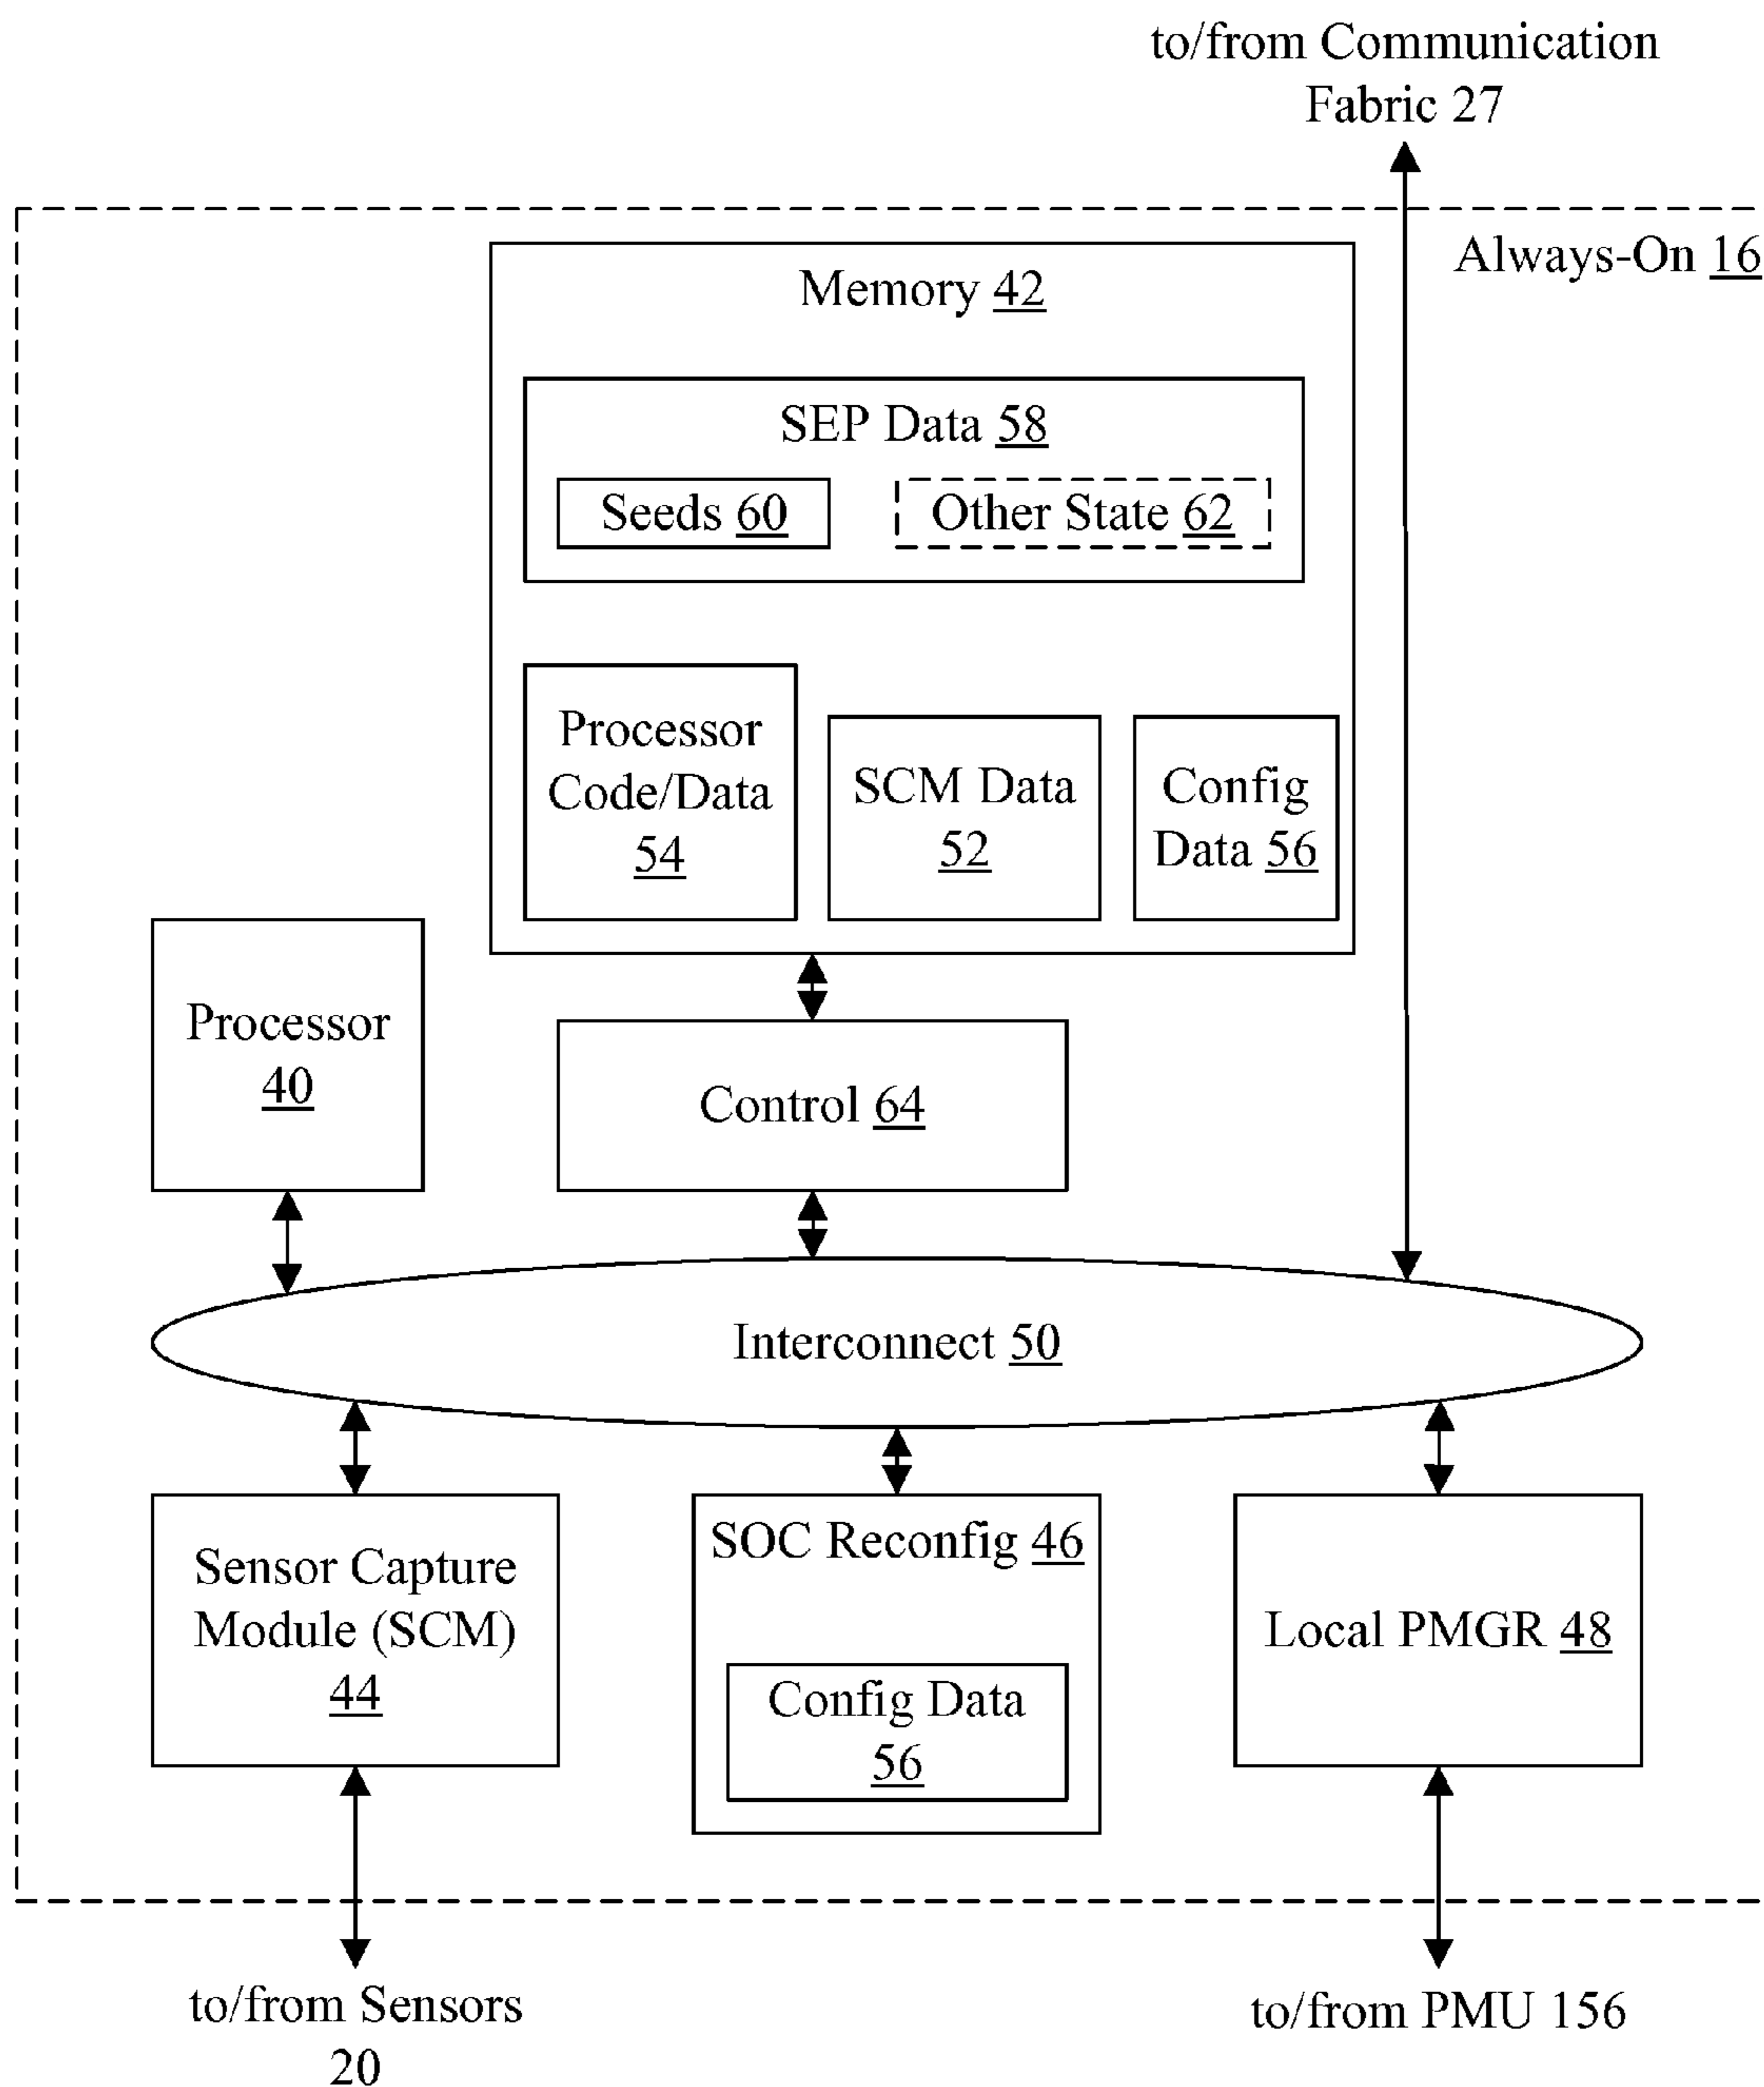 to/from Communication
Fabric 27
Always-On 16
Memory 42
SEP Data 58
Seeds 60
Other State 62
Processor
Code/Data
54
SCM Data
52
Config
Data 56
Processor
40
Control 64
Interconnect 50
Sensor Capture
Module (SCM)
44
SOC Reconfig 46
Config Data
56
Local PMGR 48
to/from Sensors
20
to/from PMU 156